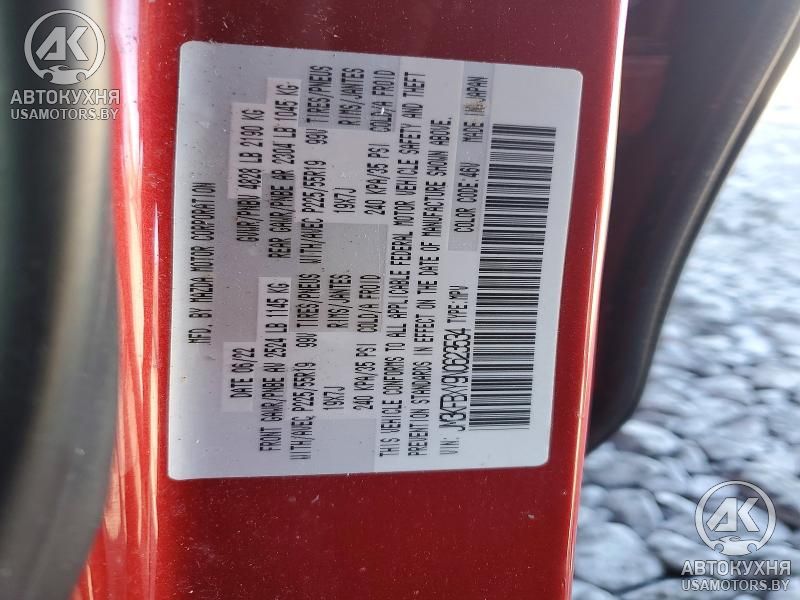 AK
АВТОКУХНЯ
USAMOTORS.BY
MFD. BY MAZDA MOTOR CORPORATION
DATE 06/22 GVWR/PNBV 4828 LB 2190 KG
FRONT GAWR/PNBE AV 2524 LB 1145 KG REAR GAWR/PNBE AR 2304 LB 1045 KG
WITH/AVEC P225/55R19 99V TIRES/PNEUS WITH/AVEC P225/55R19 99V TIRES/PNEUS
19X7J RIMS/JANTES 19X7J RIMS/JANTES
240 KPA/35 PSI COLD/A FROID 240 KPA/35 PSI COLD/A FROID
THIS VEHICLE CONFORMS TO ALL APPLICABLE FEDERAL MOTOR VEHICLE SAFETY AND THEFT
PREVENTION STANDARDS IN EFFECT ON THE DATE OF MANUFACTURE SHOWN ABOVE.
VIN: TYPE:MPV COLOR CODE:46V MADE IN JAPAN
AK
АВТОКУХНЯ
USAMOTORS.BY